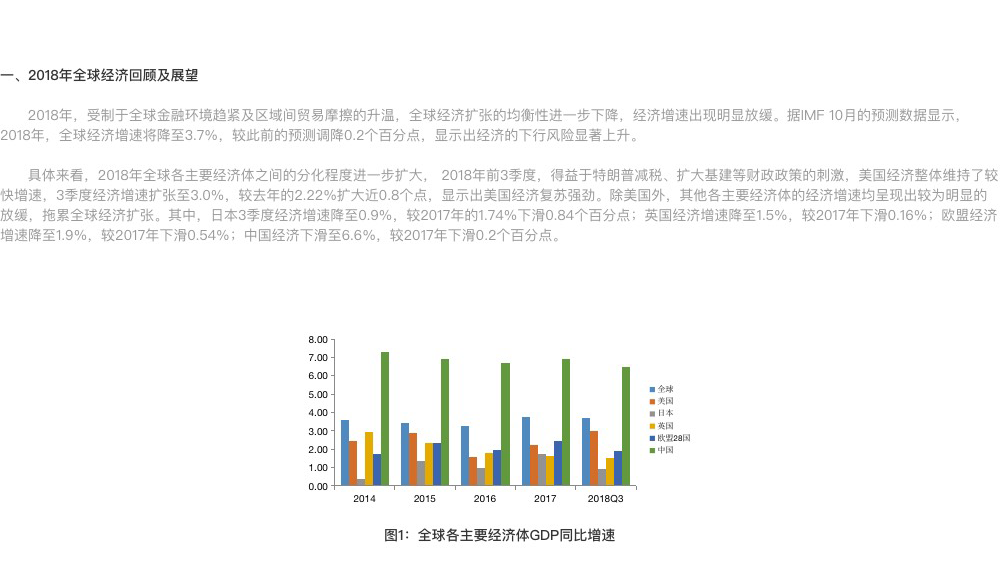 一、2018年全球经济回顾及展望
2018年，受制于全球金融环境趋紧及区域间贸易摩擦的升温，全球经济扩张的均衡性进一步下降，经济增速出现明显放缓。据IMF 10月的预测数据显示，
2018年，全球经济增速将降至3.7%，较此前的预测调降0.2个百分点，显示出经济的下行风险显著上升。
具体来看，2018年全球各主要经济体之间的分化程度进一步扩大， 2018年前3季度，得益于特朗普减税、扩大基建等财政政策的刺激，美国经济整体维持了较
快增速，3季度经济增速扩张至3.0%，较去年的2.22%扩大近0.8个点，显示出美国经济复苏强劲。除美国外，其他各主要经济体的经济增速均呈现出较为明显的
放缓，拖累全球经济扩张。其中，日本3季度经济增速降至0.9%，较2017年的1.74%下滑0.84个百分点；英国经济增速降至1.5%，较2017年下滑0.16%；欧盟经济
增速降至1.9%，较2017年下滑0.54%；中国经济下滑至6.6%，较2017年下滑0.2个百分点。
8.00
7.00
6.00
5.00
4.00
3.00
2.00
1.00
0.00
2014 2015 2016 2017 2018Q3
全球
美国
日本
英国
欧盟28国
中国
图1：全球各主要经济体GDP同比增速